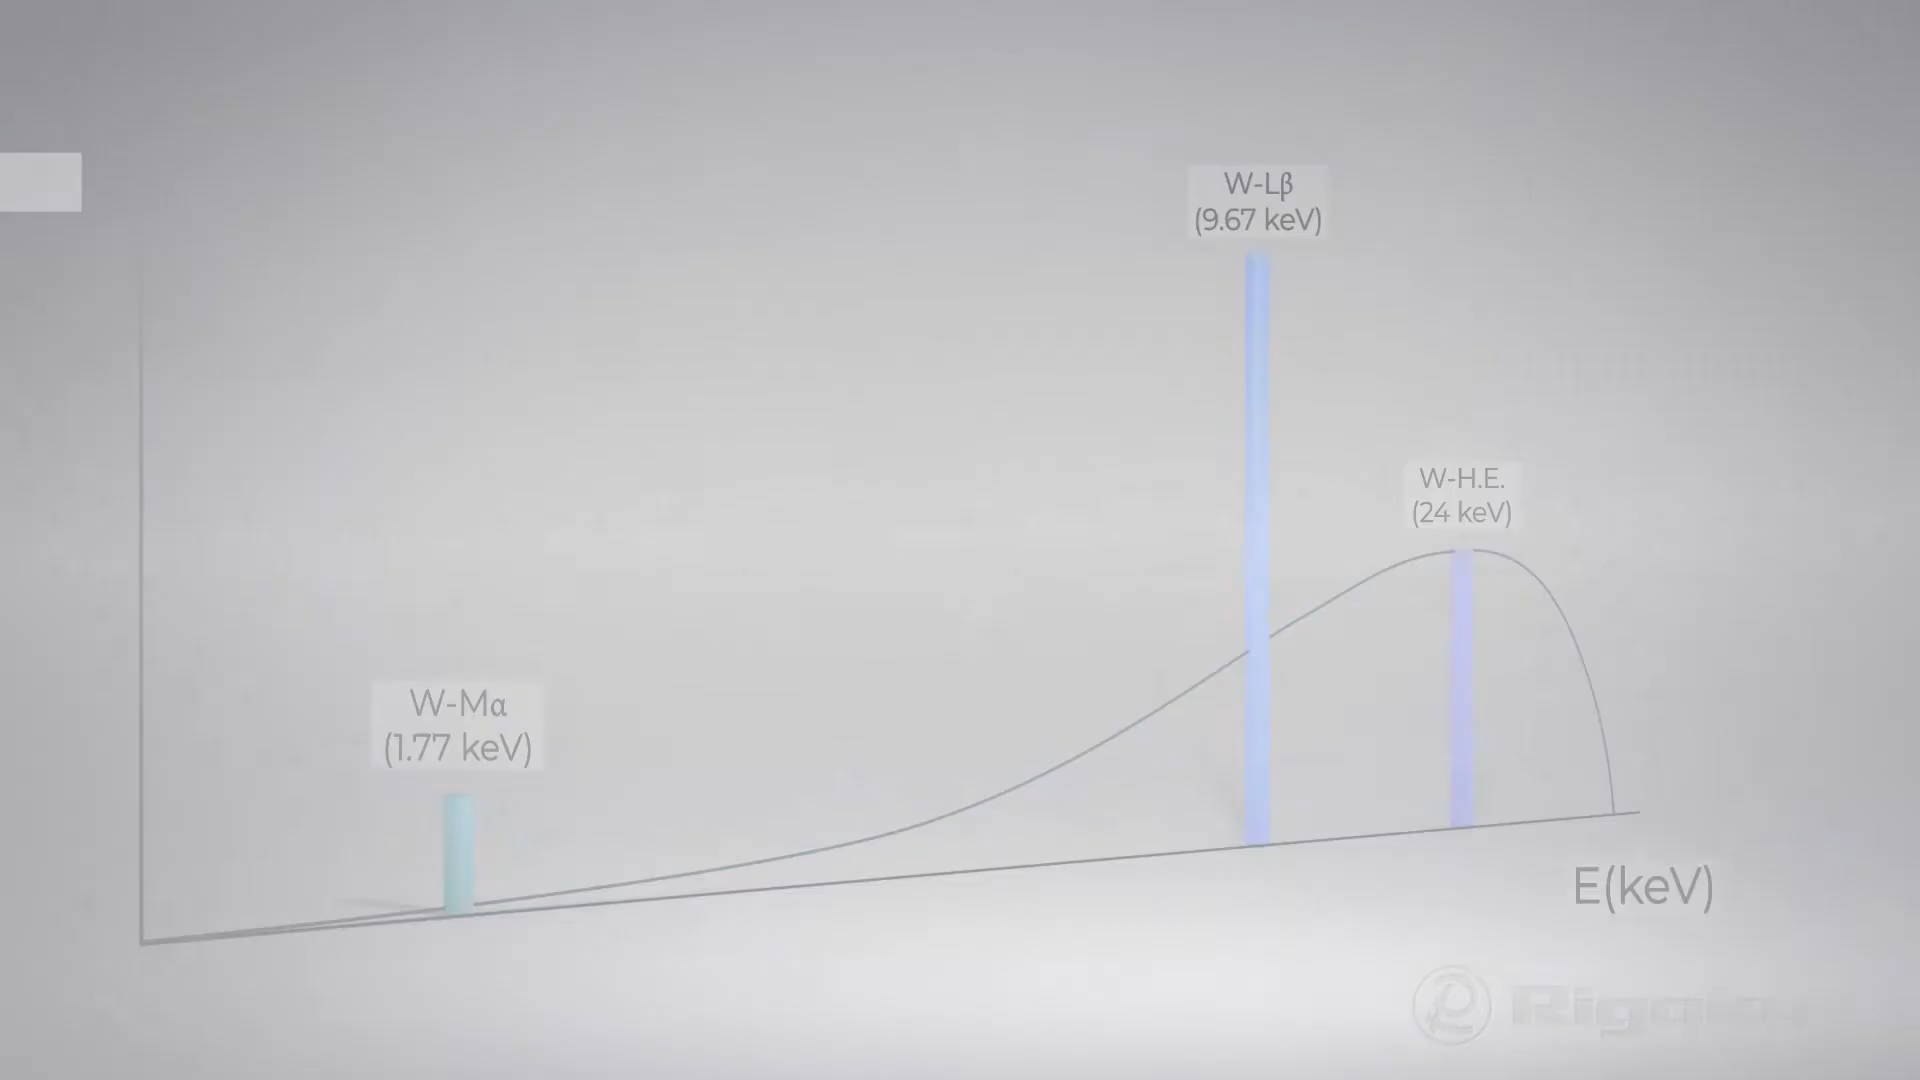 W-Lβ
(9.67 keV)
W-H.E.
(24 keV)
W-Mα
(1.77 keV)
E(keV)